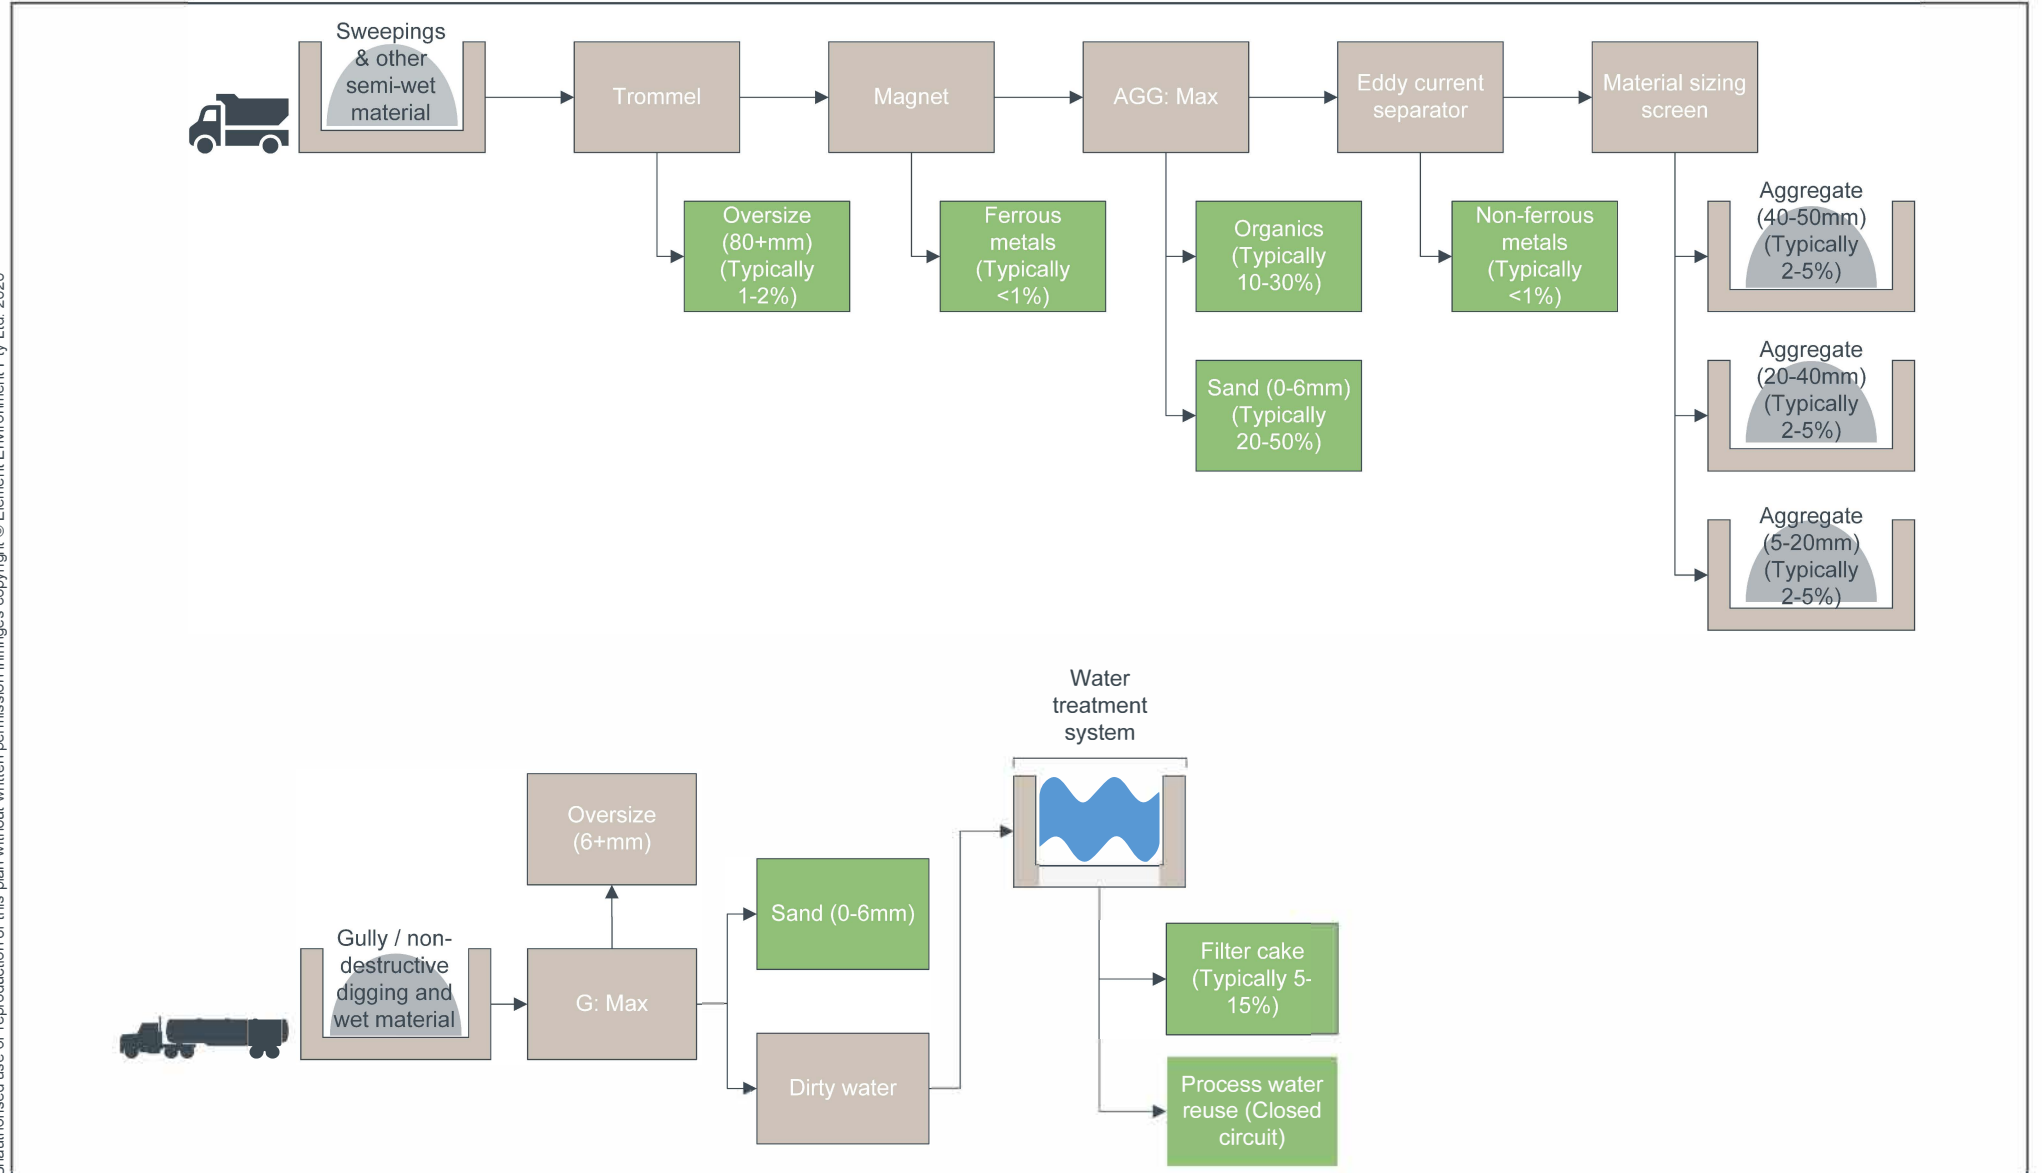 Sweepings
& other
semi-wet
material
Trommel
Magnet
AGG: Max
Eddy current
separator
Material sizing
screen
Oversize
(80+mm)
(Typically
1-2%)
Ferrous
metals
(Typically
<1%)
Organics
(Typically
10-30%)
Non-ferrous
metals
(Typically
<1%)
Aggregate
(40-50mm)
(Typically
2-5%)
Sand (0-6mm)
(Typically
20-50%)
Aggregate
(20-40mm)
(Typically
2-5%)
Aggregate
(5-20mm)
(Typically
2-5%)
Water
treatment
system
Oversize
(6+mm)
Sand (0-6mm)
Gully / non-
destructive
digging and
wet material
G: Max
Dirty water
Filter cake
(Typically 5-
15%)
Process water
reuse (Closed
circuit)